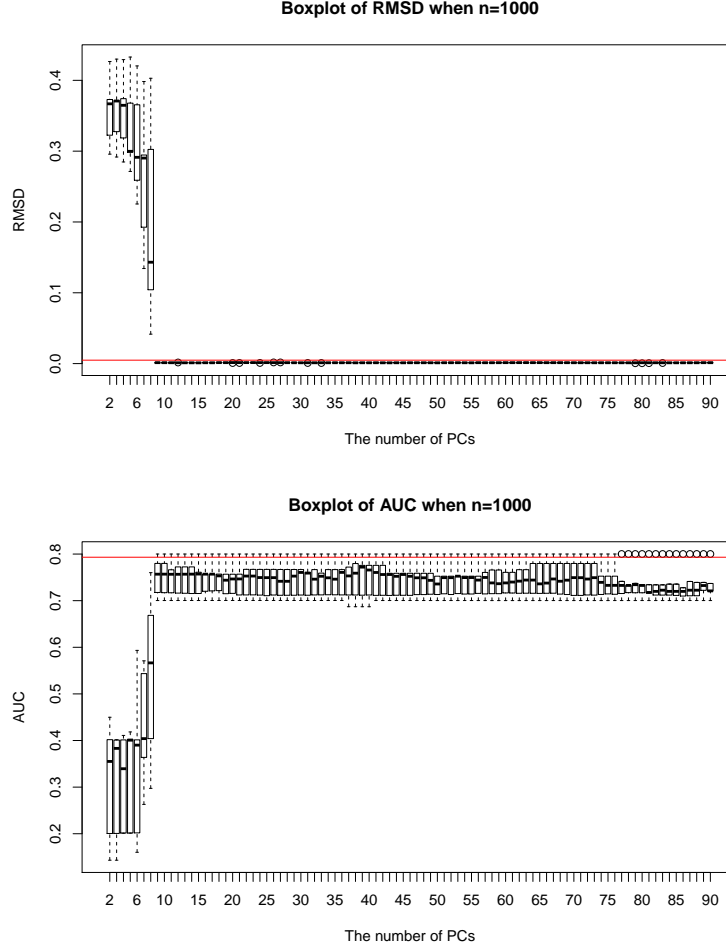 Boxplot of RMSD when n=1000
RMSD
0.4
0.3
0.2
0.1
0.0
2 6 10 15 20 25 30 35 40 45 50 55 60 65 70 75 80 85 90
The number of PCs
Boxplot of AUC when n=1000
AUC
0.8
0.7
0.6
0.5
0.4
0.3
0.2
2 6 10 15 20 25 30 35 40 45 50 55 60 65 70 75 80 85 90
The number of PCs